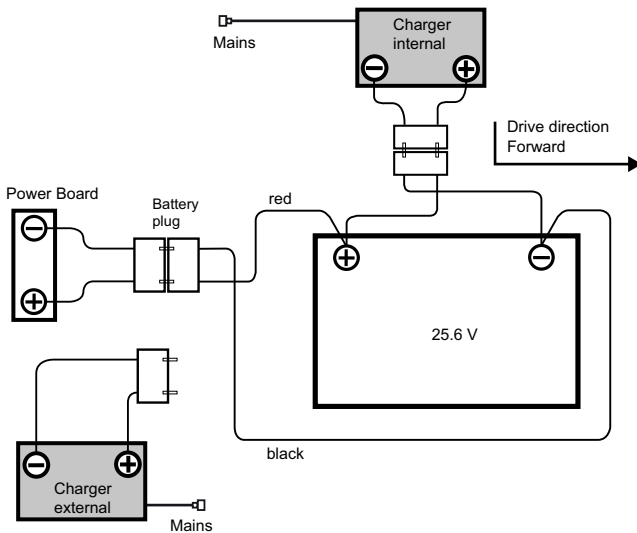 Charger
internal
Mains
Drive direction
Forward
Power Board
Battery
plug
red
25.6 V
black
Charger
external
Mains